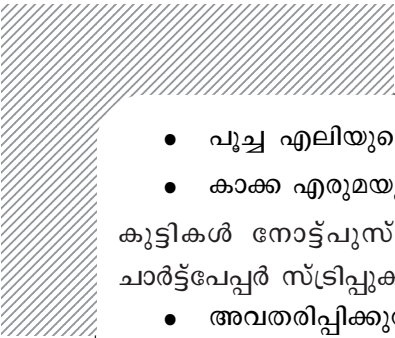 • പൂച്ച എലിയുടെ
• കാക്ക എരുമയു
കുട്ടികൾ നോട്ട്പുസ്
ചാർട്ട്പേപ്പർ സ്ട്രിപ്പുക
• അവതരിപ്പിക്കു